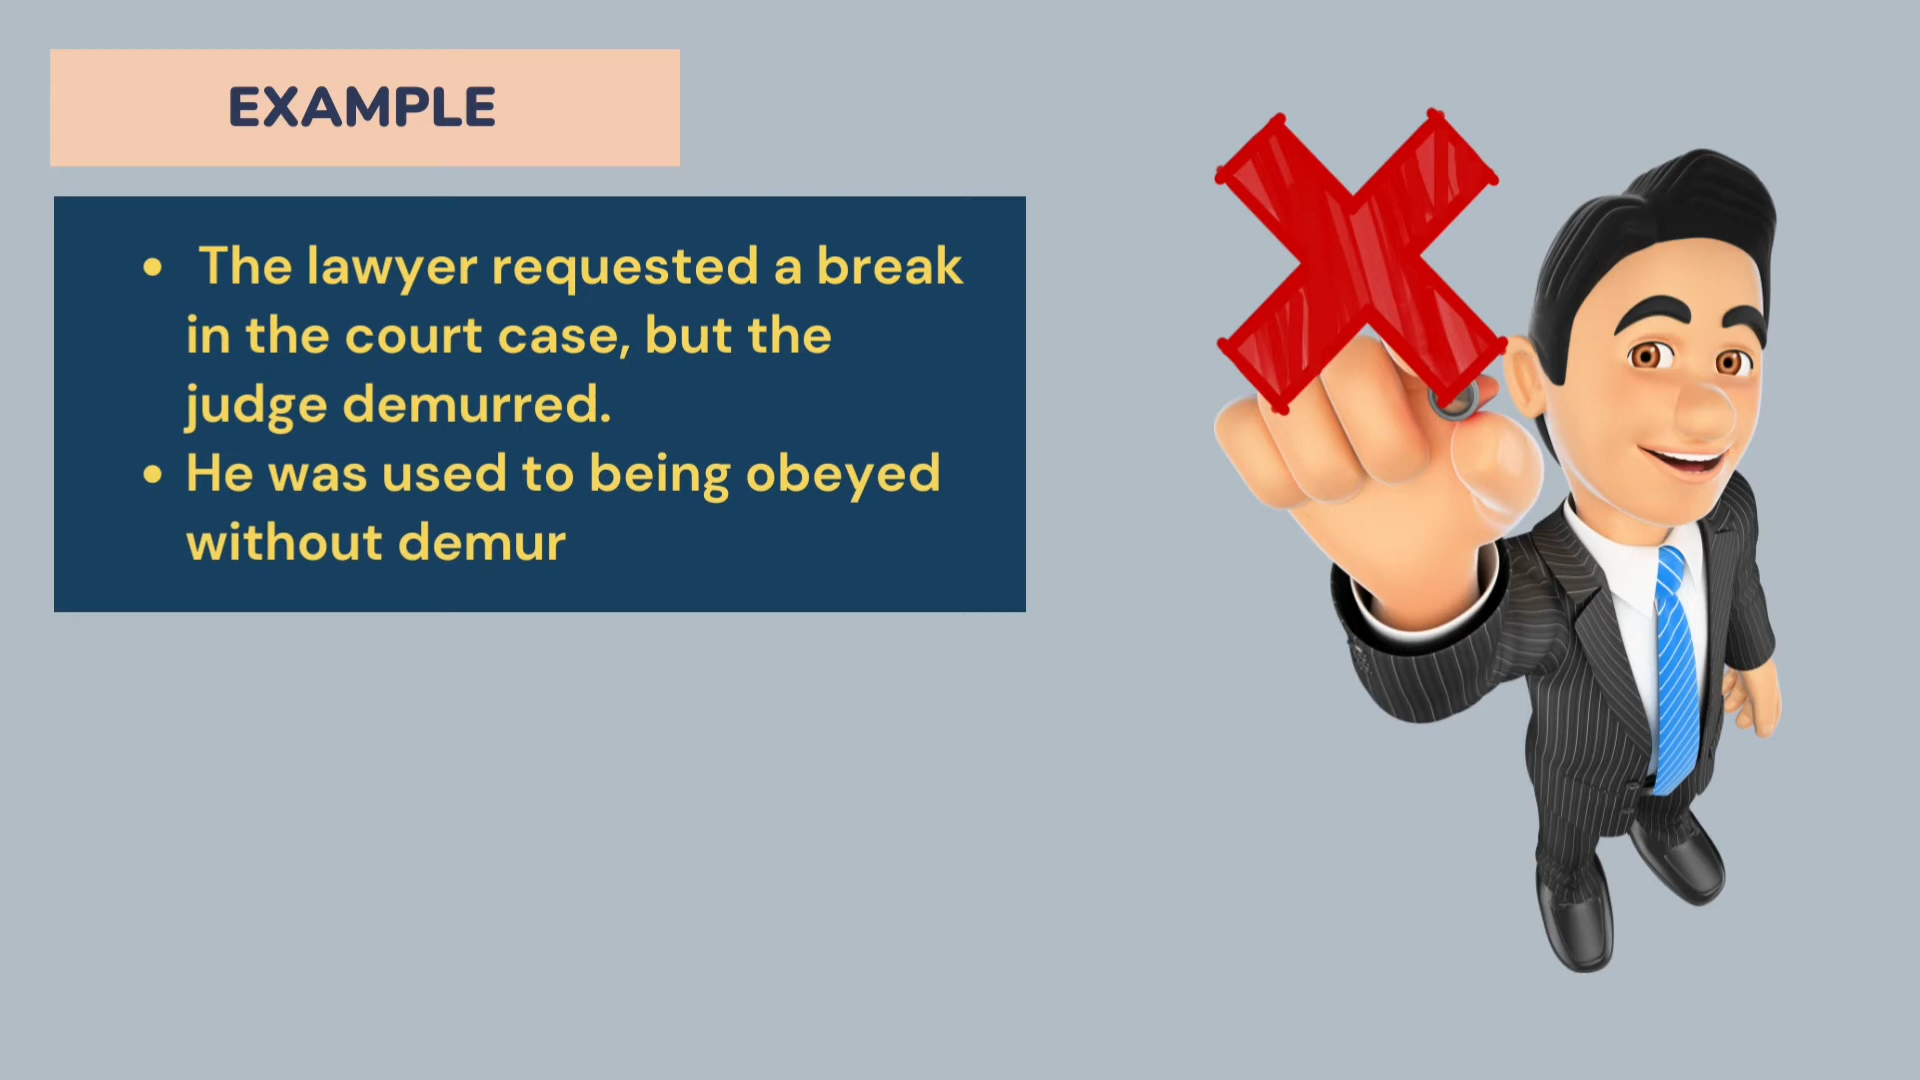 EXAMPLE
• The lawyer requested a break
in the court case, but the
judge demurred.
• He was used to being obeyed
without demur